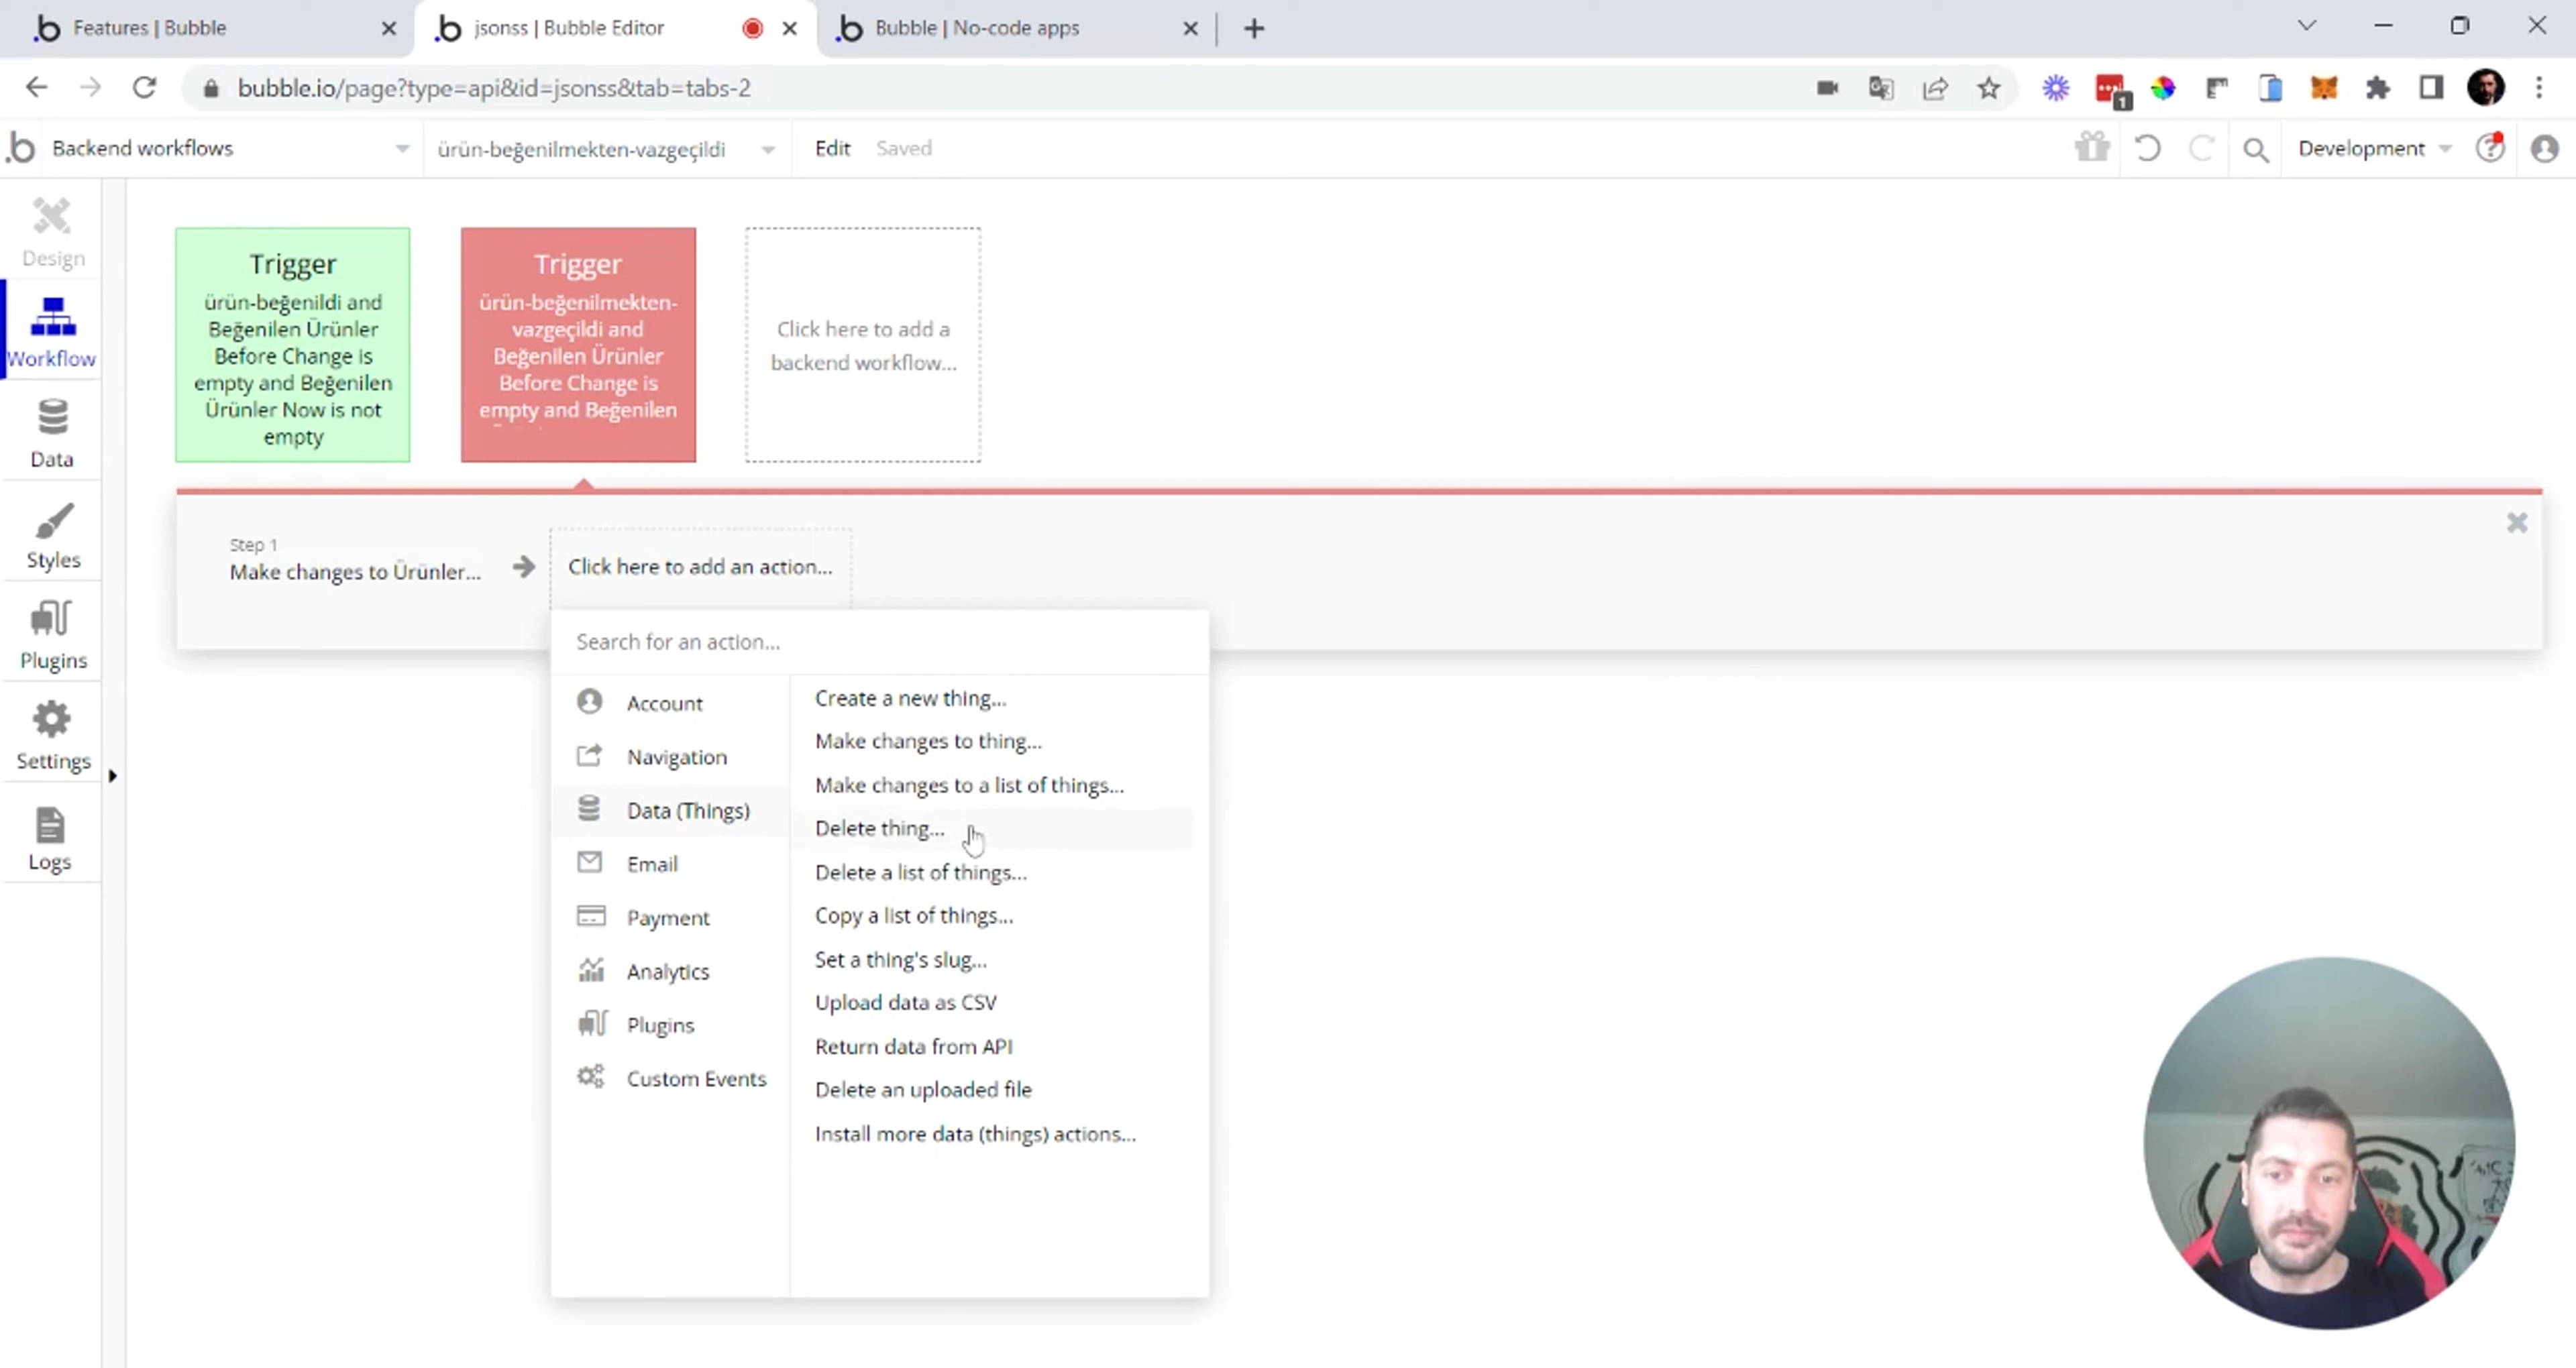 Features | Bubble
jsonss | Bubble Editor
Bubble | No-code apps
bubble.io/page?type=api&id=jsonss&tab=tabs-2
1
Backend workflows
ürün-beğenilmekten-vazgeçildi
Edit
Saved
Development
Design
Workflow
Data
Styles
Plugins
Settings
Logs
Trigger
ürün-beğenildi and
Beğenilen Ürünler
Before Change is
empty and Beğenilen
Ürünler Now is not
empty
Trigger
ürün-beğenilmekten-
vazgeçildi and
Beğenilen Ürünler
Before Change is
empty and Beğenilen
Click here to add a
backend workflow...
Step 1
Make changes to Ürünler...
Click here to add an action...
Search for an action...
Account
Navigation
Data (Things)
Email
Payment
Analytics
Plugins
Custom Events
Create a new thing...
Make changes to thing...
Make changes to a list of things...
Delete thing...
Delete a list of things...
Copy a list of things...
Set a thing's slug...
Upload data as CSV
Return data from API
Delete an uploaded file
Install more data (things) actions...